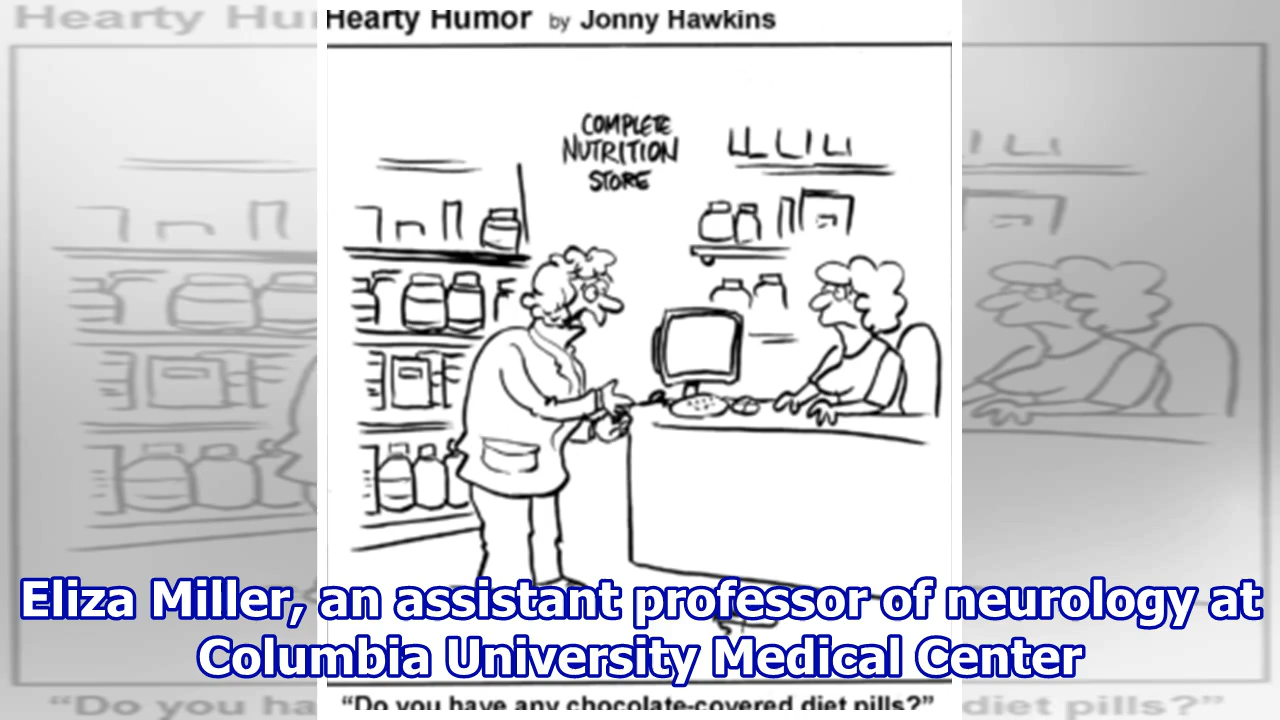 Hearty Humor by Jonny Hawkins
COMPLETE
NUTRITION
STORE
Eliza Miller, an assistant professor of neurology at
Columbia University Medical Center
“Do you have any chocolate-covered diet pills?”